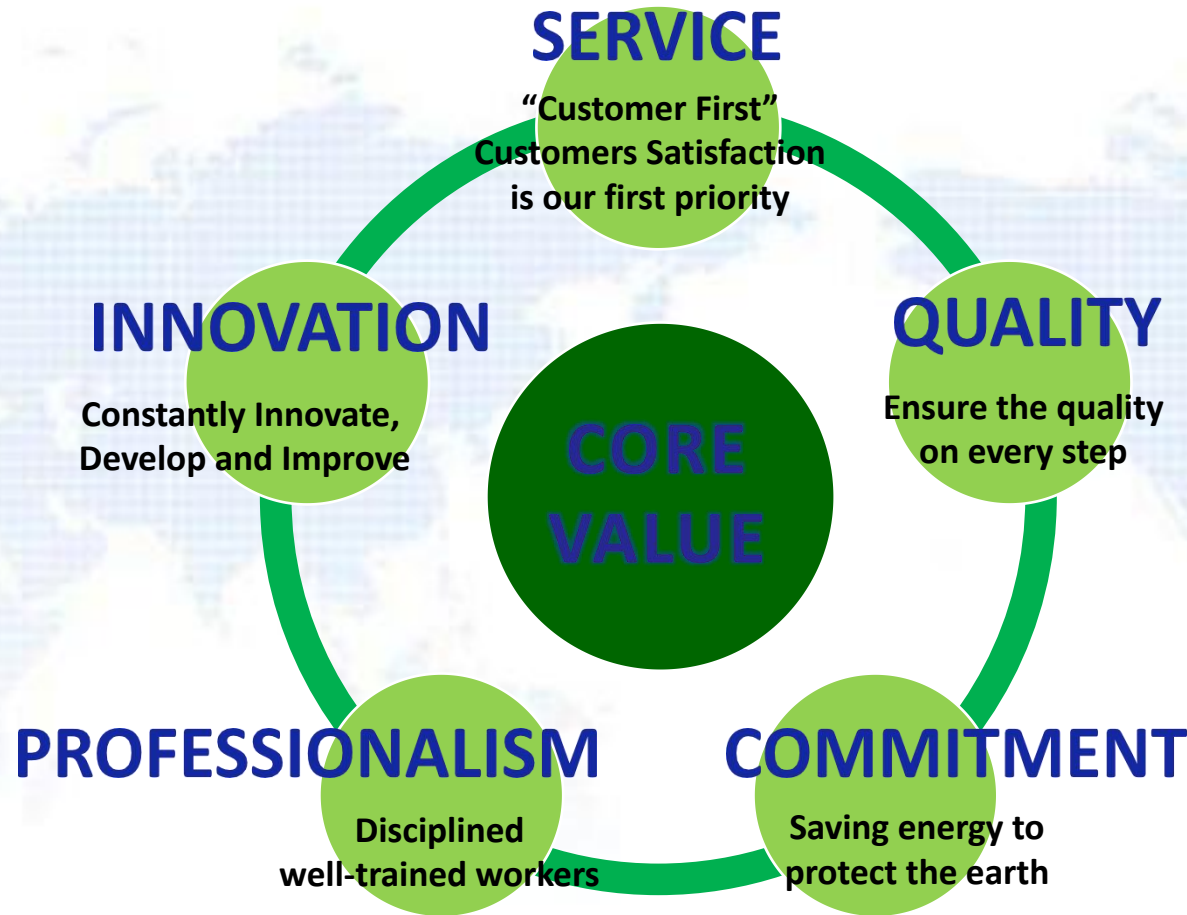 SERVICE
“Customer First”
Customers Satisfaction
is our first priority
INNOVATION
Constantly Innovate,
Develop and Improve
QUALITY
Ensure the quality
on every step
CORE
VALUE
PROFESSIONALISM
Disciplined
well-trained workers
COMMITMENT
Saving energy to
protect the earth